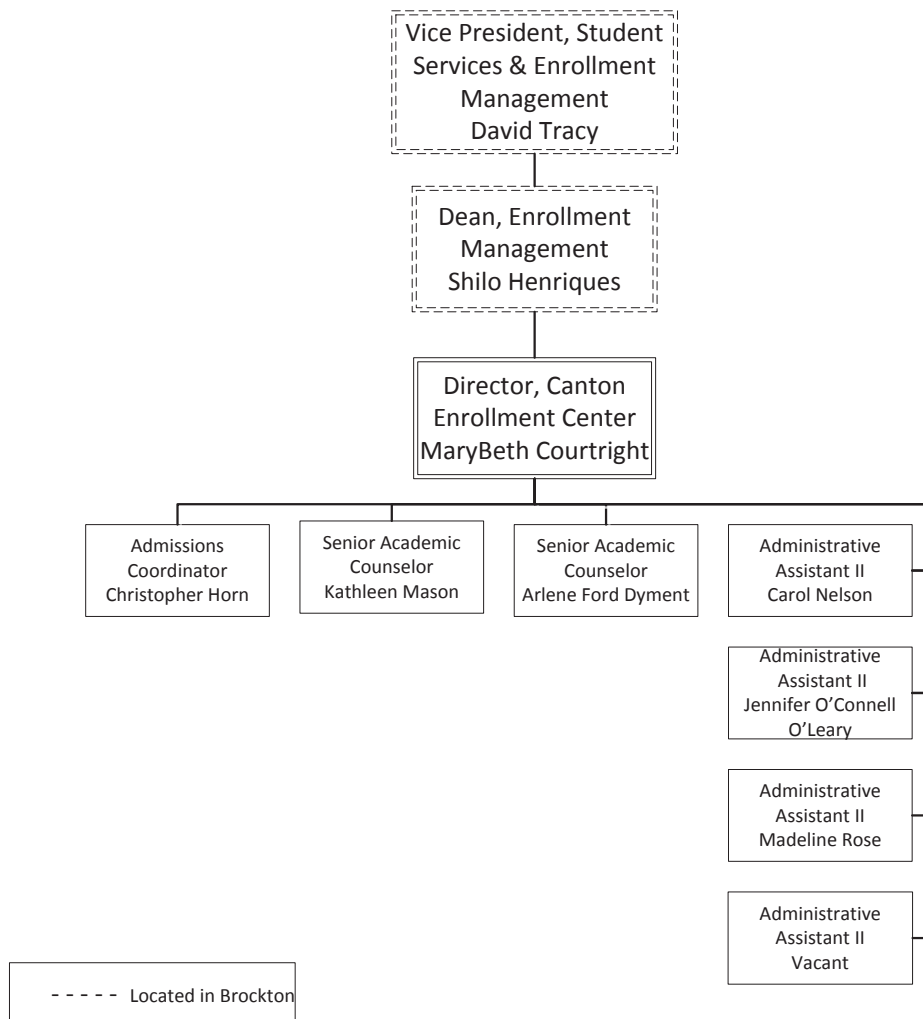 Vice President, Student
Services & Enrollment
Management
David Tracy
Dean, Enrollment
Management
Shilo Henriques
Director, Canton
Enrollment Center
MaryBeth Courtright
Admissions
Coordinator
Christopher Horn
Senior Academic
Counselor
Kathleen Mason
Senior Academic
Counselor
Arlene Ford Dyment
Administrative
Assistant II
Carol Nelson
Administrative
Assistant II
Jennifer O’Connell
O’Leary
Administrative
Assistant II
Madeline Rose
Administrative
Assistant II
Vacant
Located in Brockton